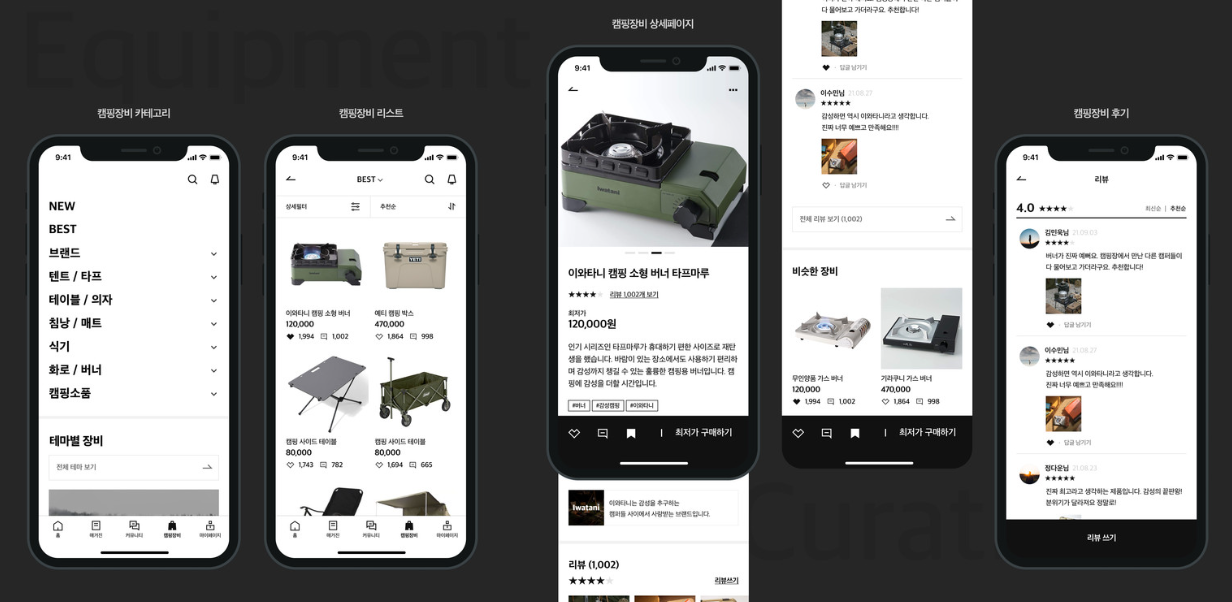 Equipment
캠핑장비 카테고리
9:41
NEW
BEST
브랜드
텐트 / 타프
테이블 / 의자
침낭 / 매트
식기
화로 / 버너
캠핑소품
테마별 장비
전체 테마 보기
홈
매거진
커뮤니티
캠핑장비
마이페이지
캠핑장비 리스트
9:41
BEST
상세필터
추천순
YETI
이와타니 캠핑 소형 버너
예티 캠핑 박스
120,000
470,000
1,994
1,002
1,864
998
캠핑 사이드 테이블
캠핑 사이드 테이블
80,000
80,000
1,743
782
1,694
665
홈
매거진
커뮤니티
캠핑장비
마이페이지
캠핑장비 상세페이지
9:41
Iwatani
이와타니 캠핑 소형 버너 타프마루
리뷰 1,002개 보기
최저가
120,000원
인기 시리즈인 타프마루가 휴대하기 편한 사이즈로 재탄
생을 했습니다. 바람이 있는 장소에서도 사용하기 편리하
며 감성까지 챙길 수 있는 훌륭한 캠핑용 버너입니다. 캠
핑에 감성을 더할 시간입니다.
#버너
#감성캠핑
#이와타니
최저가 구매하기
Iwatani
이와타니는 감성을 추구하는
캠퍼들 사이에서 사랑받는 브랜드입니다.
리뷰 (1,002)
리뷰쓰기
다 물어보고 가더라구요. 추천합니다!
답글 남기기
이수민님 21.08.27
감성하면 역시 이와타니라고 생각합니다.
진짜 너무 예쁘고 만족해요!!!!
답글 남기기
전체 리뷰 보기 (1,002)
비슷한 장비
무인양품 가스 버너
기라쿠니 가스 버너
120,000
470,000
1,994
1,002
1,864
998
최저가 구매하기
Curat
캠핑장비 후기
9:41
리뷰
4.0
최신순 | 추천순
김민욱님 21.09.03
버너가 진짜 예뻐요. 캠핑장에서 만난 다른 캠퍼들이
다 물어보고 가더라구요. 추천합니다!
답글 남기기
이수민님 21.08.27
감성하면 역시 이와타니라고 생각합니다.
진짜 너무 예쁘고 만족해요!!!!
답글 남기기
정다운님 21.08.23
진짜 최고라고 생각하는 제품입니다. 감성의 끝판왕!
분위기가 달라져요 정말로!
리뷰 쓰기